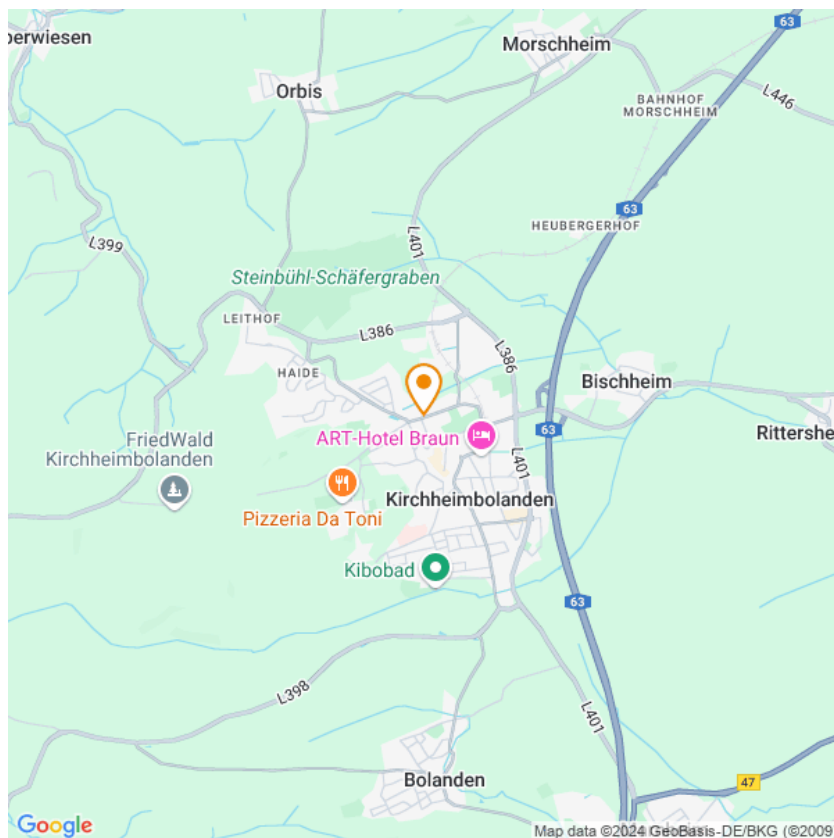 berwiesen
Morschheim
63
Orbis
BAHNHOF
MORSCHHEIM
L446
63
HEUBERGERHOF
L399
L401
Steinbühl-Schäfergraben
LEITHOF
L386
L386
HAIDE
Bischheim
63
ART-Hotel Braun
FriedWald
Kirchheimbolanden
L401
Rittershe
Pizzeria Da Toni
Kirchheimbolanden
Kibobad
63
L398
L401
Bolanden
47
Google
Map data ©2024 GeoBasis-DE/BKG (©2009